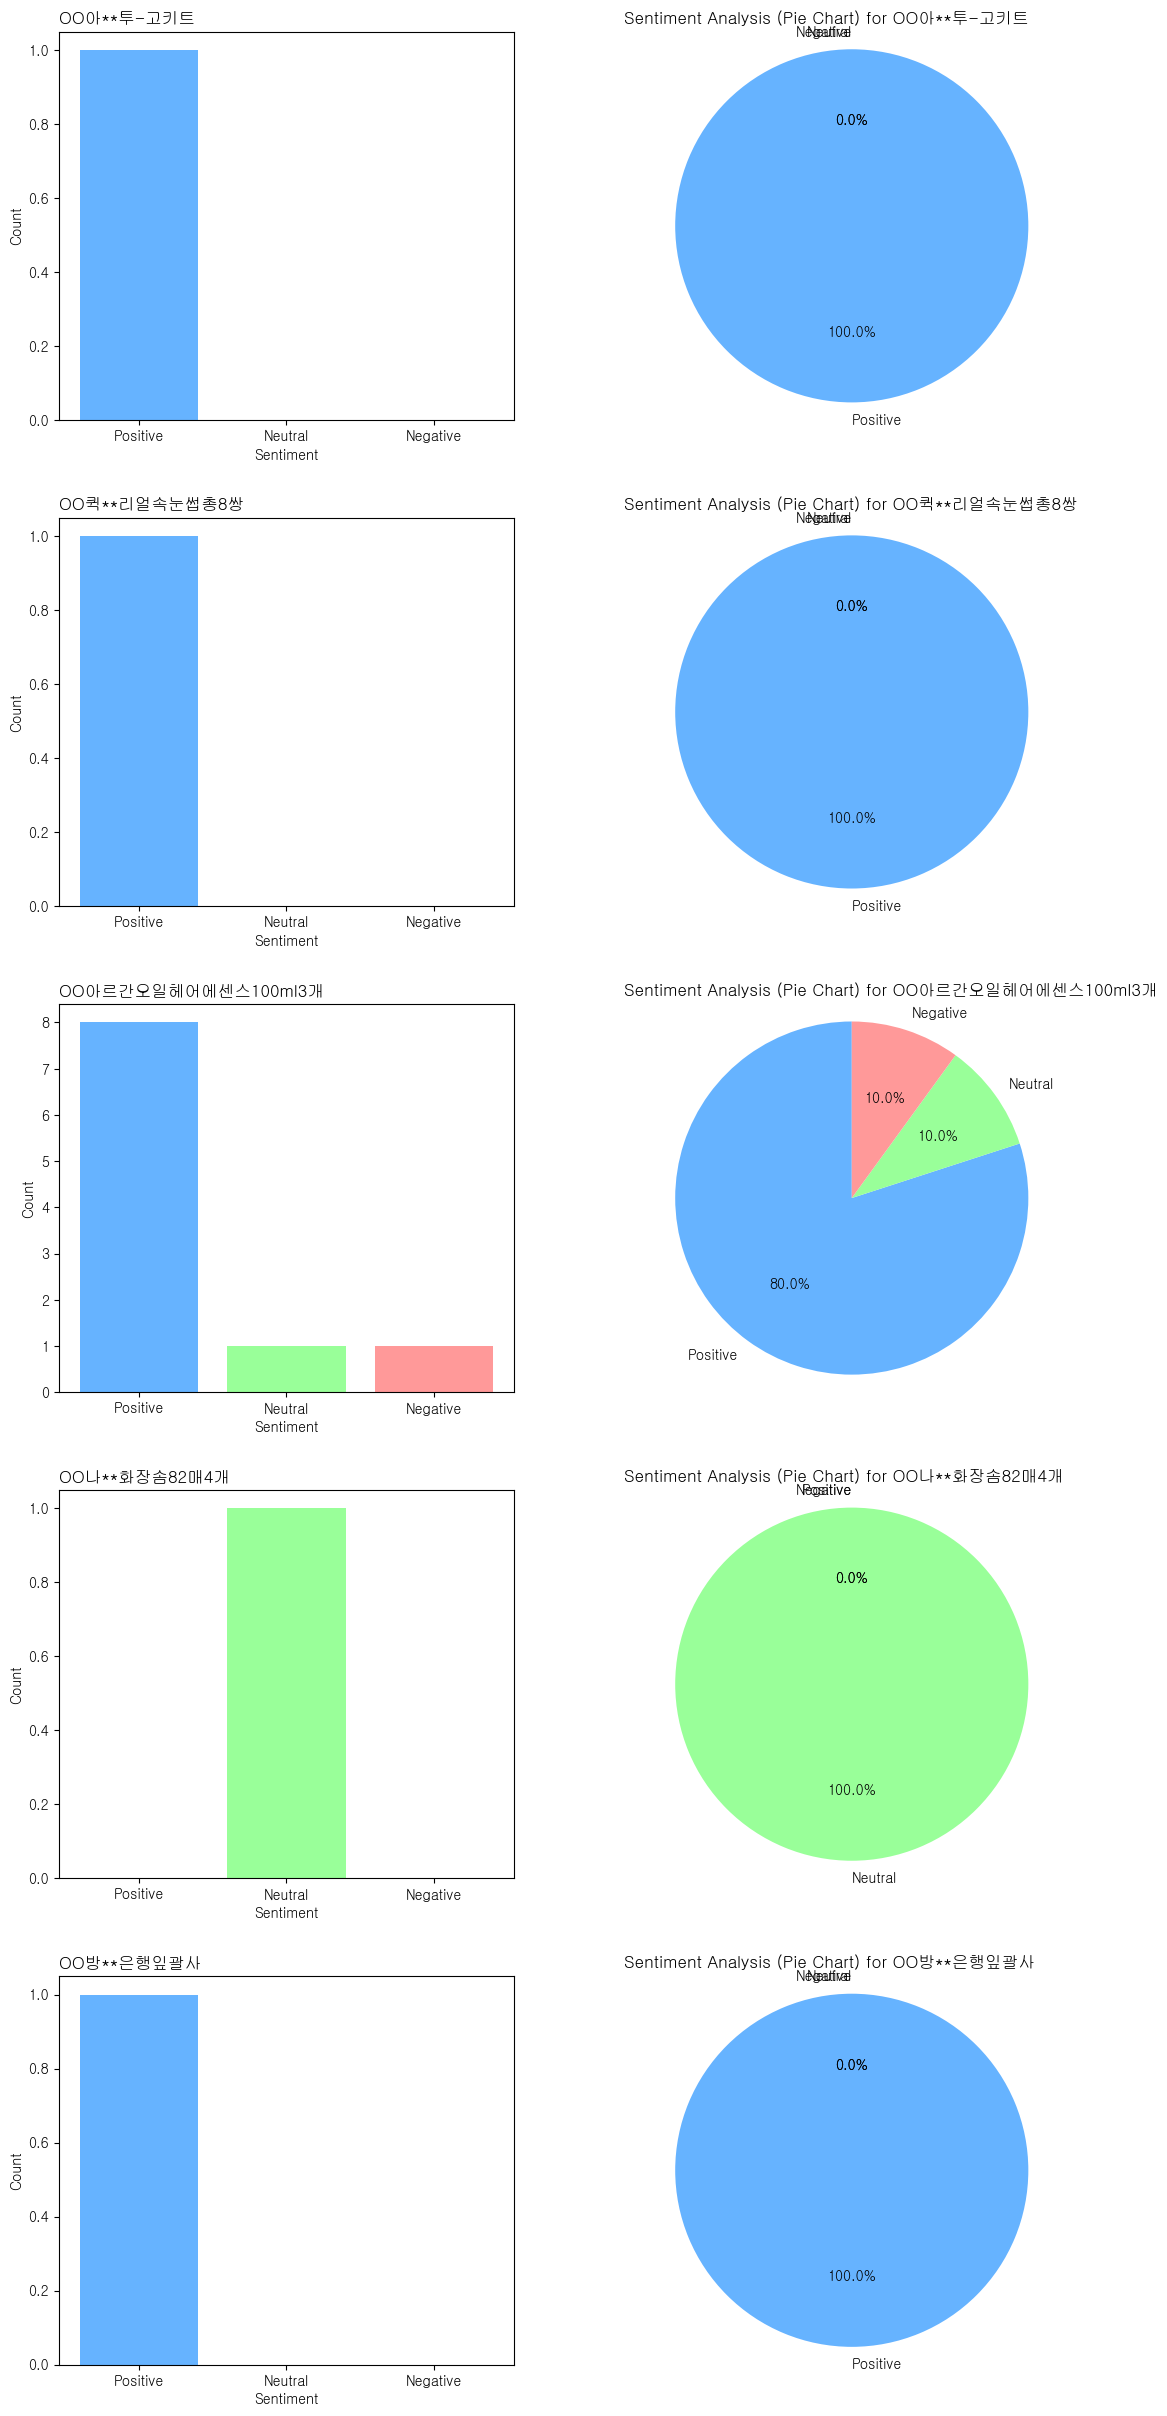 OO아**투-고키트
1.0
0.8
0.6
0.4
0.2
0.0
Count
Positive Neutral Negative
Sentiment
Sentiment Analysis (Pie Chart) for OO아**투-고키트
Negative Neutral
0.0%
100.0%
Positive
OO퀵**리얼속눈썹총8쌍
1.0
0.8
0.6
0.4
0.2
0.0
Count
Positive Neutral Negative
Sentiment
Sentiment Analysis (Pie Chart) for OO퀵**리얼속눈썹총8쌍
Negative Neutral
0.0%
100.0%
Positive
OO아르간오일헤어에센스100ml3개
8
7
6
5
4
3
2
1
0
Count
Positive Neutral Negative
Sentiment
Sentiment Analysis (Pie Chart) for OO아르간오일헤어에센스100ml3개
Negative
Neutral
10.0%
10.0%
80.0%
Positive
OO나**화장솜82매4개
1.0
0.8
0.6
0.4
0.2
0.0
Count
Positive Neutral Negative
Sentiment
Sentiment Analysis (Pie Chart) for OO나**화장솜82매4개
Negative Positive
0.0%
100.0%
Neutral
OO방**은행잎괄사
1.0
0.8
0.6
0.4
0.2
0.0
Count
Positive Neutral Negative
Sentiment
Sentiment Analysis (Pie Chart) for OO방**은행잎괄사
Negative Neutral
0.0%
100.0%
Positive